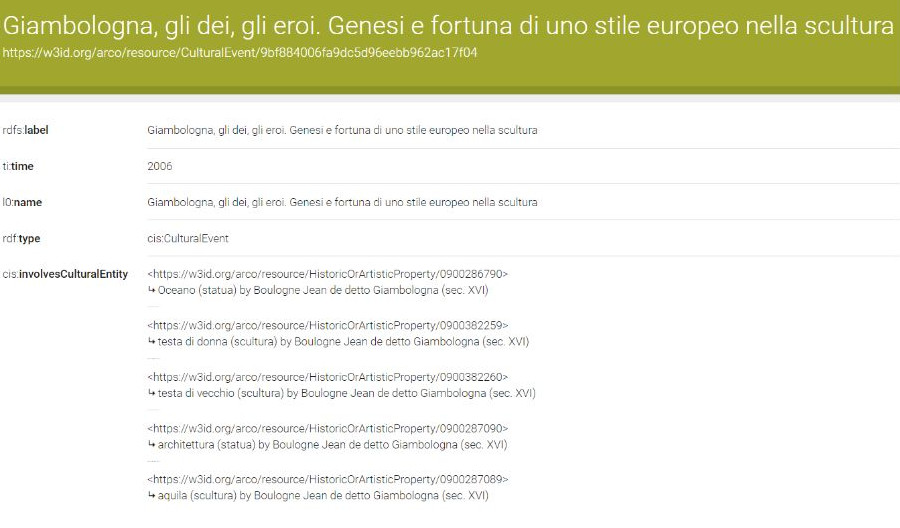 Giambologna, gli dei, gli eroi. Genesi e fortuna di uno stile europeo nella scultura
https://w3id.org/arco/resource/CulturalEvent/9bf884006fa9dc5d96eebb962ac17f04
rdfs:label Giambologna, gli dei, gli eroi. Genesi e fortuna di uno stile europeo nella scultura
ti:time 2006
l0:name Giambologna, gli dei, gli eroi. Genesi e fortuna di uno stile europeo nella scultura
rdf:type cis:CulturalEvent
cis:involvesCulturalEntity <https://w3id.org/arco/resource/HistoricOrArtisticProperty/0900286790>
↳ Oceano (statua) by Boulogne Jean de detto Giambologna (sec. XVI)
<https://w3id.org/arco/resource/HistoricOrArtisticProperty/0900382259>
↳ testa di donna (scultura) by Boulogne Jean de detto Giambologna (sec. XVI)
<https://w3id.org/arco/resource/HistoricOrArtisticProperty/0900382260>
↳ testa di vecchio (scultura) by Boulogne Jean de detto Giambologna (sec. XVI)
<https://w3id.org/arco/resource/HistoricOrArtisticProperty/0900287090>
↳ architettura (statua) by Boulogne Jean de detto Giambologna (sec. XVI)
<https://w3id.org/arco/resource/HistoricOrArtisticProperty/0900287089>
↳ aquila (scultura) by Boulogne Jean de detto Giambologna (sec. XVI)